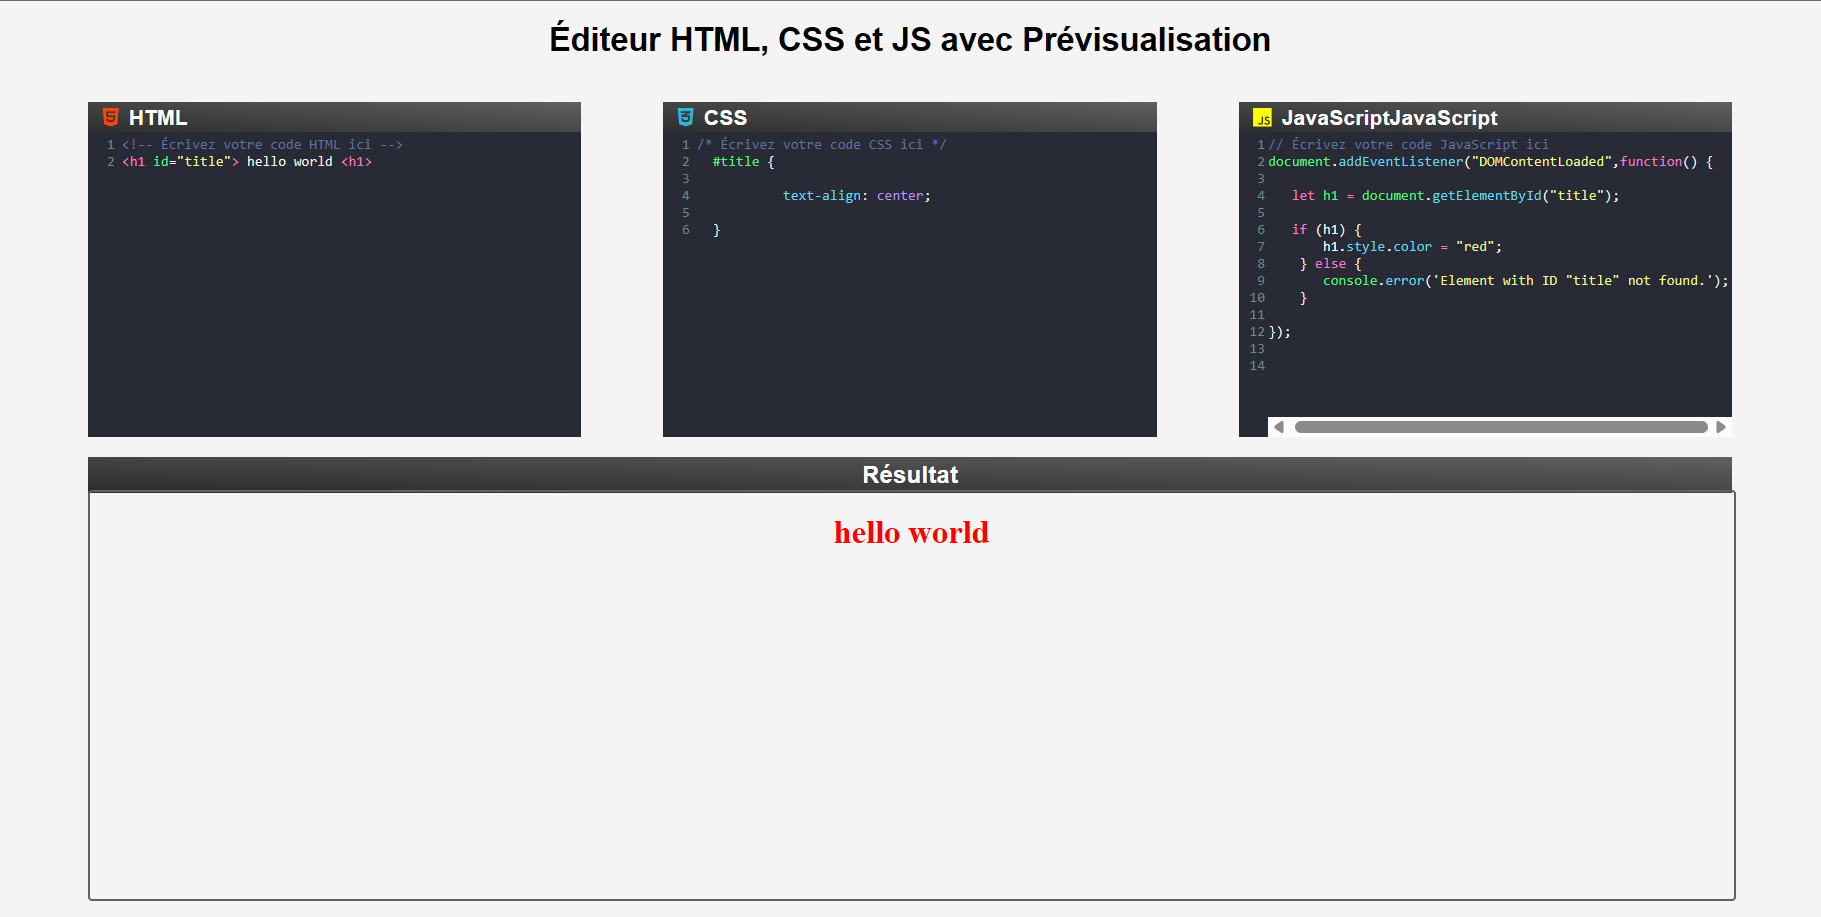 Éditeur HTML, CSS et JS avec Prévisualisation
HTML
1 <!-- Écrivez votre code HTML ici -->
2 <h1 id="title"> hello world <h1>
CSS
1 /* Écrivez votre code CSS ici */
2 #title {
3
4 text-align: center;
5
6 }
JS JavaScriptJavaScript
1 // Écrivez votre code JavaScript ici
2 document.addEventListener("DOMContentLoaded",function() {
3
4 let h1 = document.getElementById("title");
5
6 if (h1) {
7 h1.style.color = "red";
8 } else {
9 console.error('Element with ID "title" not found.');
10 }
11
12 });
13
14
Résultat
hello world